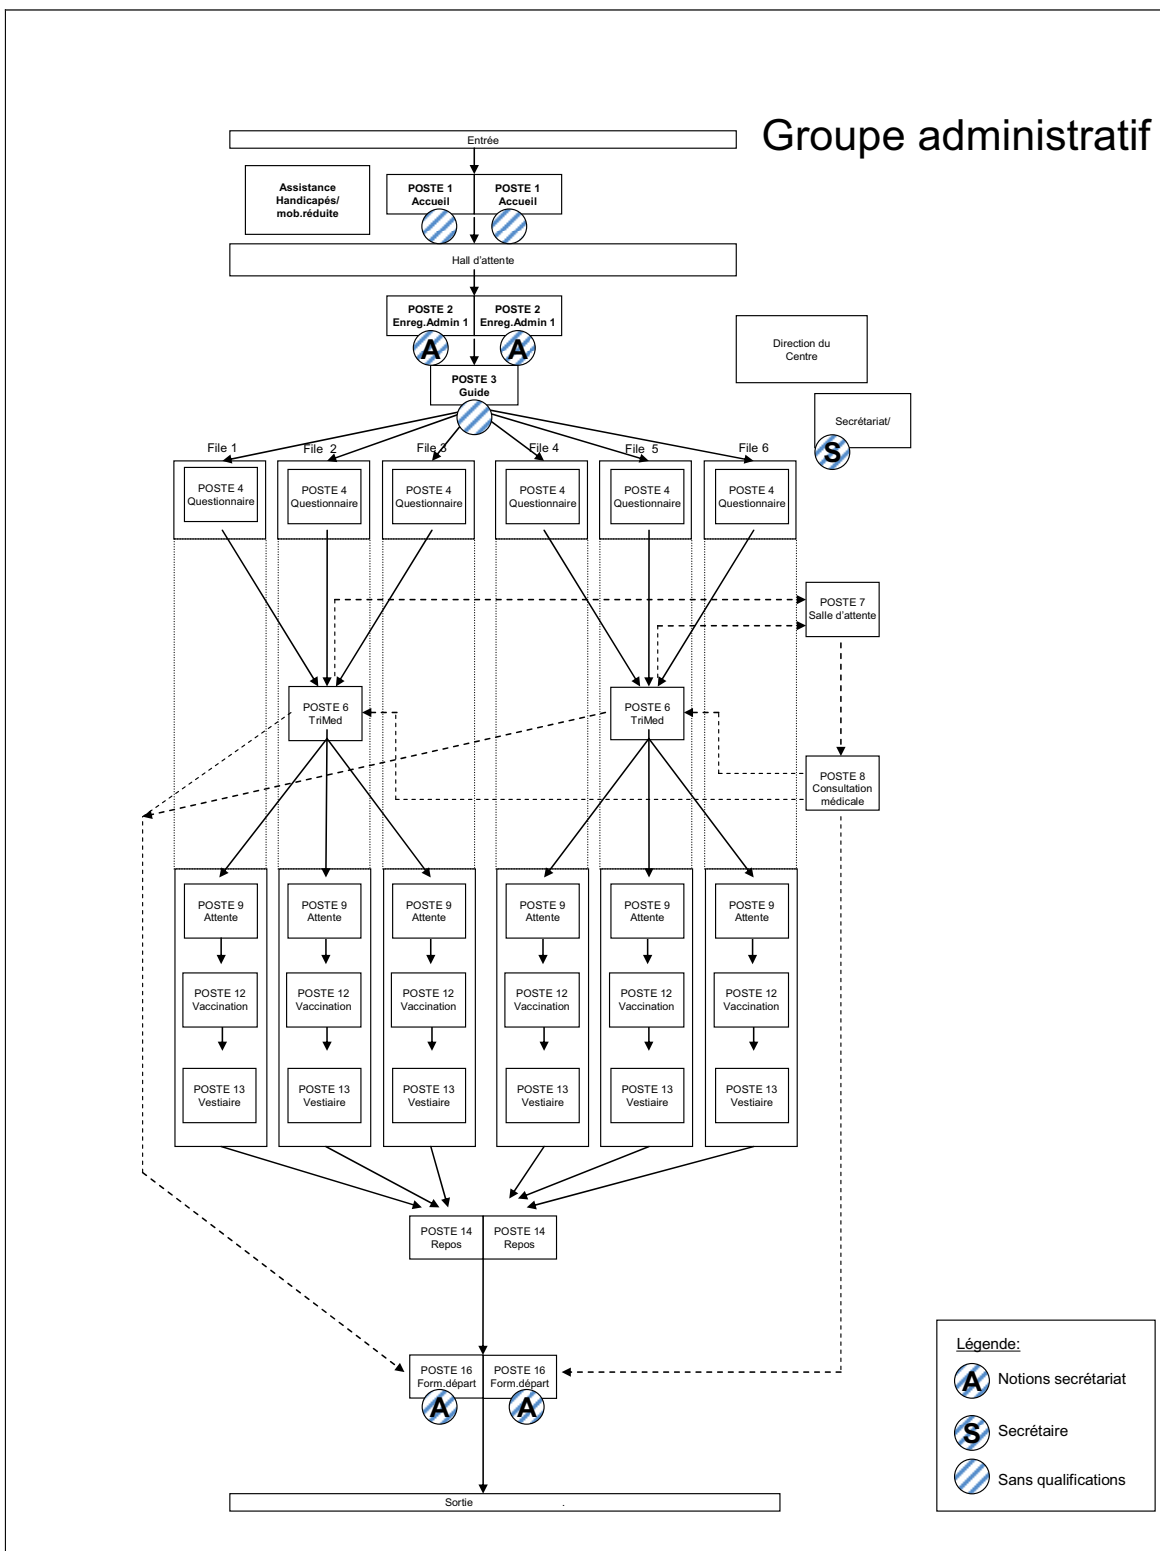 Groupe administratif
Entrée
Assistance
Handicapés/
mob.réduite
POSTE 1
Accueil
POSTE 1
Accueil
Hall d'attente
POSTE 2
Enreg.Admin 1
POSTE 2
Enreg.Admin 1
A
A
Direction du
Centre
POSTE 3
Guide
Secrétariat/
S
File 1
File 2
File 3
File 4
File 5
File 6
POSTE 4
Questionnaire
POSTE 4
Questionnaire
POSTE 4
Questionnaire
POSTE 4
Questionnaire
POSTE 4
Questionnaire
POSTE 4
Questionnaire
POSTE 7
Salle d'attente
POSTE 6
TriMed
POSTE 6
TriMed
POSTE 8
Consultation
médicale
POSTE 9
Attente
POSTE 9
Attente
POSTE 9
Attente
POSTE 9
Attente
POSTE 9
Attente
POSTE 9
Attente
POSTE 12
Vaccination
POSTE 12
Vaccination
POSTE 12
Vaccination
POSTE 12
Vaccination
POSTE 12
Vaccination
POSTE 12
Vaccination
POSTE 13
Vestiaire
POSTE 13
Vestiaire
POSTE 13
Vestiaire
POSTE 13
Vestiaire
POSTE 13
Vestiaire
POSTE 13
Vestiaire
POSTE 14
Repos
POSTE 14
Repos
POSTE 16
Form.départ
POSTE 16
Form.départ
A
A
Légende:
A Notions secrétariat
S Secrétaire
Sans qualifications
Sortie .